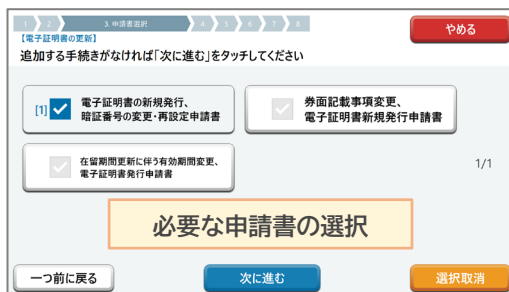 1 2 3. 申請書選択 4 5 6 7 8
やめる
【電子証明書の更新】
追加する手続きがなければ「次に進む」をタッチしてください
[1] 電子証明書の新規発行、
暗証番号の変更・再設定申請書
券面記載事項変更、
電子証明書新規発行申請書
在留期間更新に伴う有効期間変更、
電子証明書発行申請書
1/1
必要な申請書の選択
一つ前に戻る
次に進む
選択取消